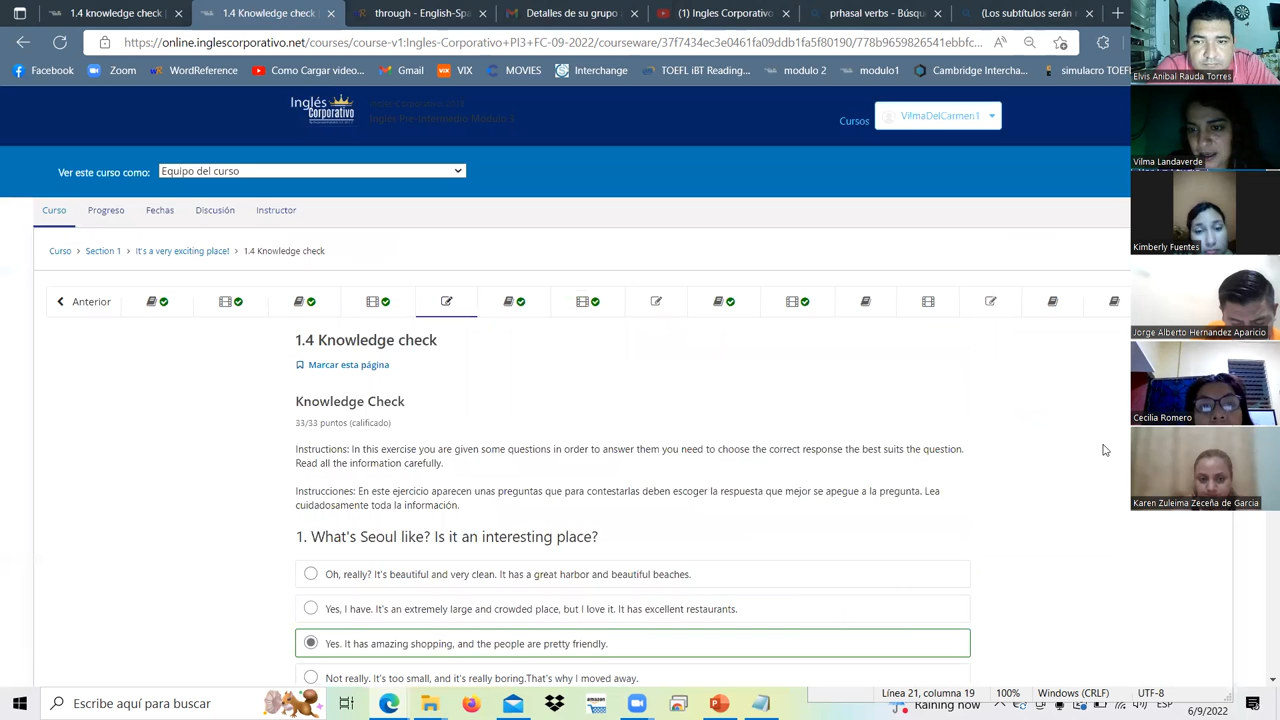 1.4 Knowledge check
1.4 Knowledge check
through - English-Spa
Detalles de su grupo
(1) Inglés Corporativo
prhasal verbs - Búsqu
(Los subtítulos serán
https://online.inglescorporativo.net/courses/course-v1:Ingles-Corporativo+PI3+FC-09-2022/courseware/37f7434ec3e0461fa09ddb1fa5f80190/778b9659826541ebbfc...
Facebook
Zoom
WordReference
Como Cargar video...
Gmail
VIX
MOVIES
Interchange
TOEFL iBT Reading...
modulo 2
modulo1
Cambridge Intercha...
simulacro TOEFL
Inglés
Corporativo
Inglés Pre-Intermedio Módulo 3
Cursos
VilmaDelCarmen1
Ver este curso como:
Equipo del curso
Curso
Progreso
Fechas
Discusión
Instructor
Curso > Section 1 > It's a very exciting place! > 1.4 Knowledge check
Anterior
1.4 Knowledge check
Marcar esta página
Knowledge Check
33/33 puntos (calificado)
Instructions: In this exercise you are given some questions in order to answer them you need to choose the correct response the best suits the question.
Read all the information carefully.
Instrucciones: En este ejercicio aparecen unas preguntas que para contestarlas deben escoger la respuesta que mejor se apegue a la pregunta. Lea
cuidadosamente toda la información.
1. What's Seoul like? Is it an interesting place?
Oh, really? It's beautiful and very clean. It has a great harbor and beautiful beaches.
Yes, I have. It's an extremely large and crowded place, but I love it. It has excellent restaurants.
Yes. It has amazing shopping, and the people are pretty friendly.
Not really. It's too small, and it's really boring.That's why I moved away.
Elvis Anibal Rauda Torres
Vilma Landaverde
Kimberly Fuentes
Jorge Alberto Hernandez Aparicio
Cecilia Romero
Karen Zuleima Zeceña de Garcia
Línea 21, columna 19
100%
Windows (CRLF)
UTF-8
Escribe aquí para buscar
amazon
Raining now
ESP
6/9/2022